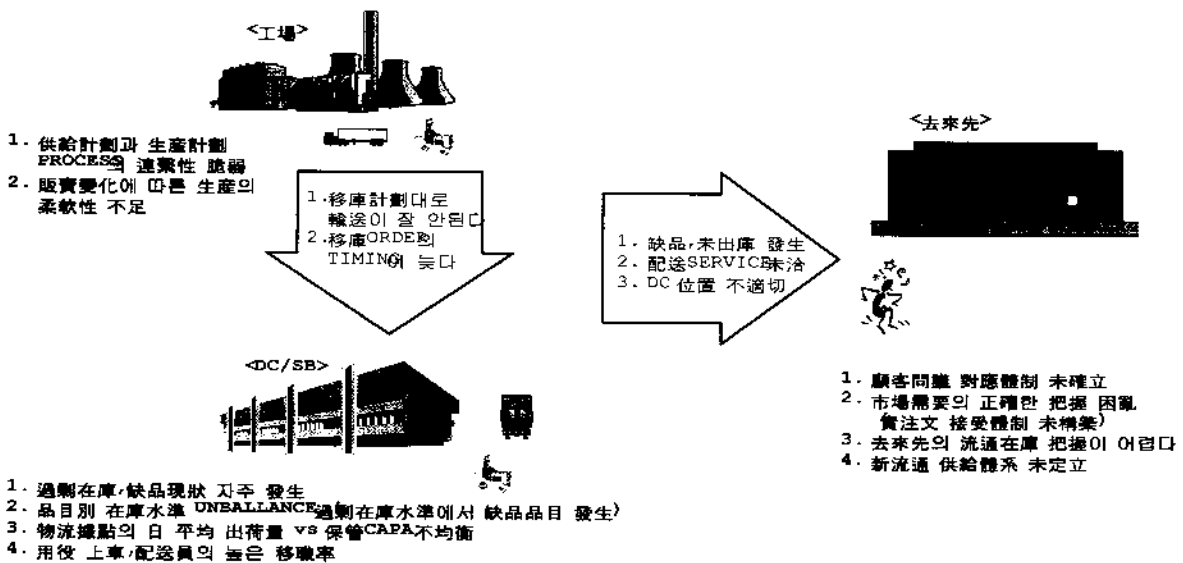 <工場>
1. 供給計劃과 生産計劃
PROCESS의 連繫性 脆弱
2. 販賣變化에 따른 生産의
柔軟性 不足
1.移庫計劃대로
輸送이 잘 안된다
2.移庫ORDER의
TIMING이 늦다
<DC/SB>
1. 過剩在庫,缺品現狀 자주 發生
2. 品目別 在庫水準 UNBALLANCE(過剩在庫水準에서 缺品品目 發生)
3. 物流據點의 日 平均 出荷量 vs 保管CAPA不均衡
4. 用役 上車,配送員의 높은 移職率
1. 缺品,未出庫 發生
2. 配送SERVICE未洽
3. DC 位置 不適切
<去來先>
1. 顧客問題 對應體制 未確立
2. 市場需要의 正確한 把握 困亂
(實注文 接受體制 未構築)
3. 去來先의 流通在庫 把握이 어렵다
4. 新流通 供給體系 未定立